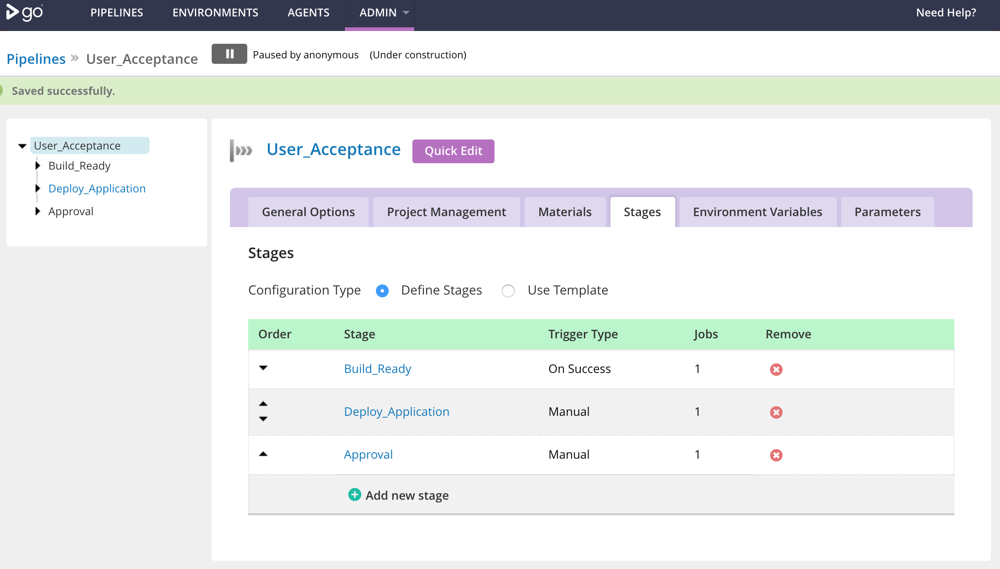 go PIPELINES ENVIRONMENTS AGENTS ADMIN Need Help?
Pipelines » User_Acceptance Paused by anonymous (Under construction)
Saved successfully.
User_Acceptance
Build_Ready
Deploy_Application
Approval
User_Acceptance Quick Edit
General Options Project Management Materials Stages Environment Variables Parameters
Stages
Configuration Type Define Stages Use Template
Order Stage Trigger Type Jobs Remove
Build_Ready On Success 1
Deploy_Application Manual 1
Approval Manual 1
Add new stage